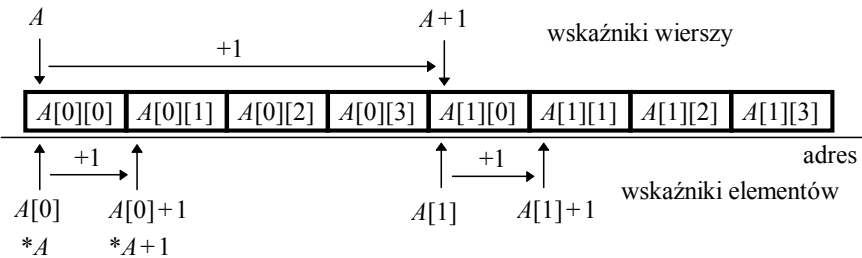 A A+1 wskaźniki wierszy
+1
A[0][0] A[0][1] A[0][2] A[0][3] A[1][0] A[1][1] A[1][2] A[1][3]
+1 +1 adres
wskaźniki elementów
A[0] A[0]+1 A[1] A[1]+1
*A *A+1